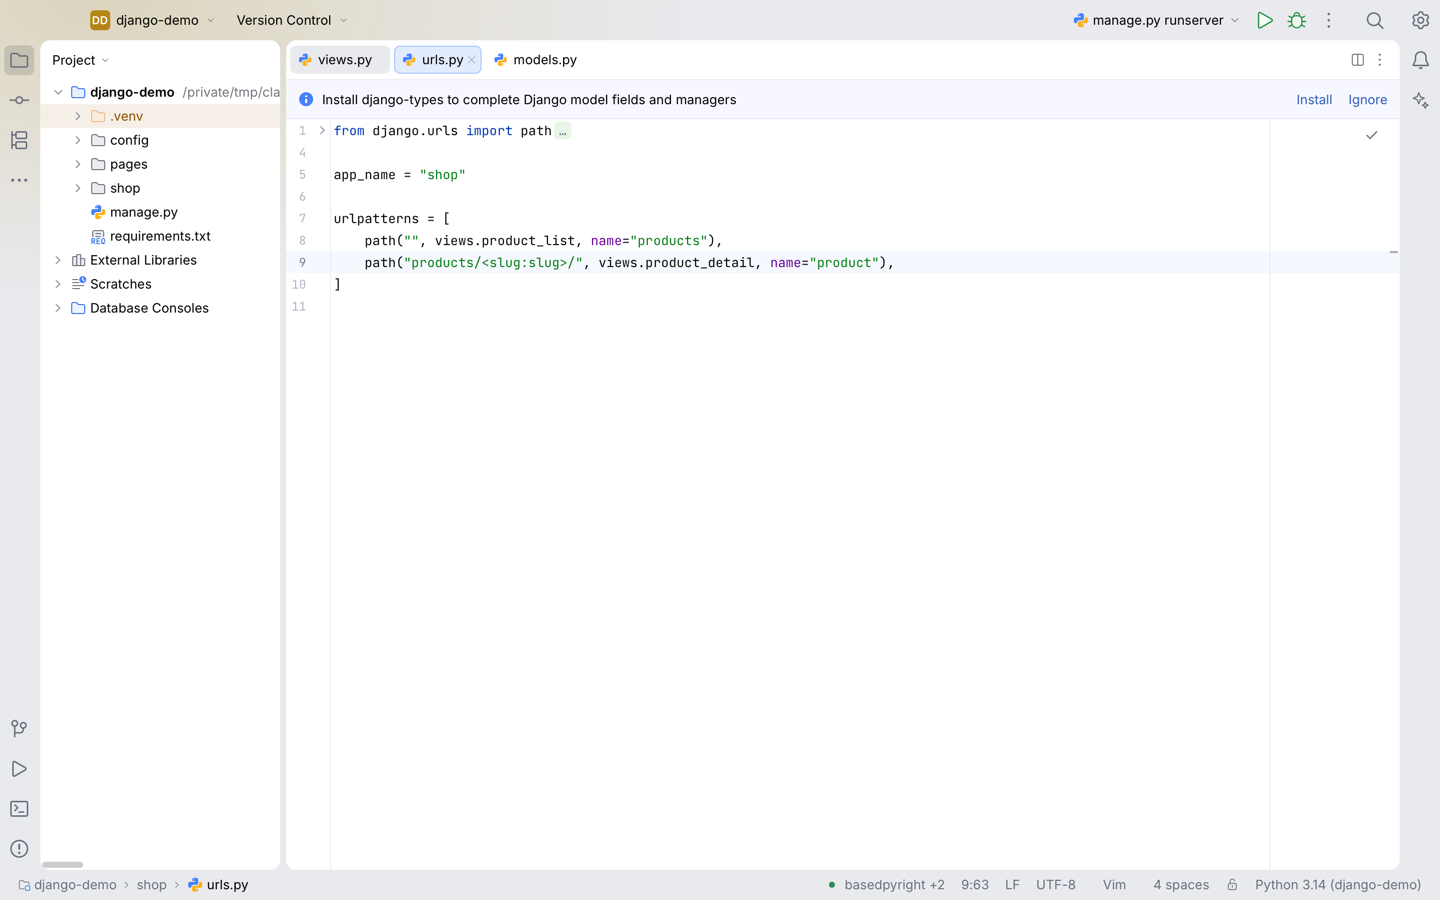 DD django-demo Version Control manage.py runserver
Project
views.py urls.py models.py
django-demo /private/tmp/cla
Install django-types to complete Django model fields and managers Install Ignore
.venv
config
pages
shop
manage.py
REQ requirements.txt
External Libraries
Scratches
Database Consoles
1 from django.urls import path...
4
5 app_name = "shop"
6
7 urlpatterns = [
8 path("", views.product_list, name="products"),
9 path("products/<slug:slug>/", views.product_detail, name="product"),
10 ]
11
django-demo › shop › urls.py basedpyright +2 9:63 LF UTF-8 Vim 4 spaces Python 3.14 (django-demo)